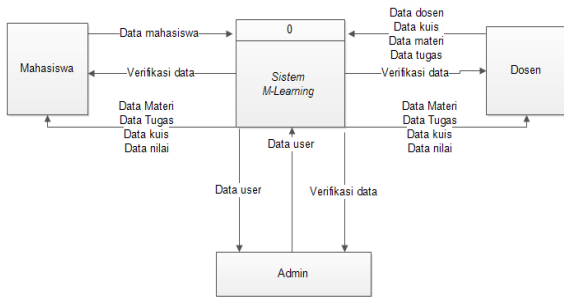 Mahasiswa
Data mahasiswa
Verifikasi data
Data Materi
Data Tugas
Data kuis
Data nilai
0
Sistem
M-Learning
Data dosen
Data kuis
Data materi
Data tugas
Verifikasi data
Dosen
Data Materi
Data Tugas
Data kuis
Data nilai
Data user
Data user
Verifikasi data
Admin